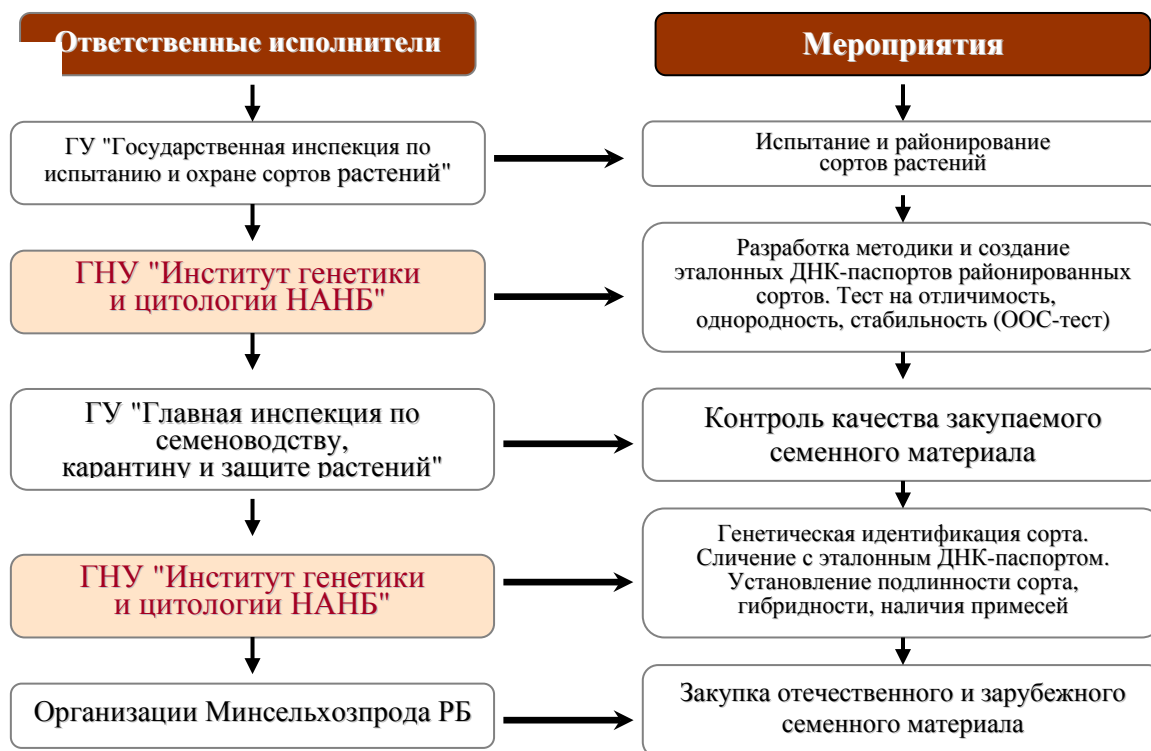 Ответственные исполнители
Мероприятия
ГУ "Государственная инспекция по
испытанию и охране сортов растений"
Испытание и районирование
сортов растений
ГНУ "Институт генетики
и цитологии НАНБ"
Разработка методики и создание
эталонных ДНК-паспортов районированных
сортов. Тест на отличимость,
однородность, стабильность (ООС-тест)
ГУ "Главная инспекция по
семеноводству,
карантину и защите растений"
Контроль качества закупаемого
семенного материала
ГНУ "Институт генетики
и цитологии НАНБ"
Генетическая идентификация сорта.
Сличение с эталонным ДНК-паспортом.
Установление подлинности сорта,
гибридности, наличия примесей
Организации Минсельхозпрода РБ
Закупка отечественного и зарубежного
семенного материала